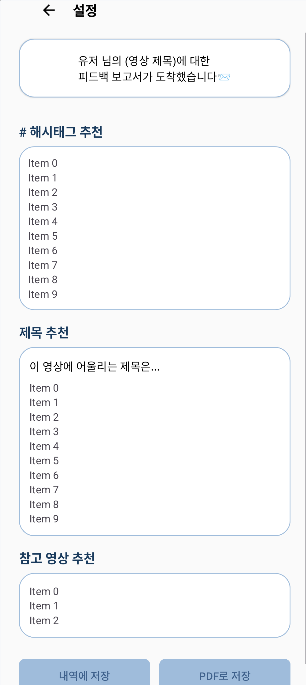 설정
유저 님의 (영상 제목)에 대한
피드백 보고서가 도착했습니다📨
# 해시태그 추천
Item 0
Item 1
Item 2
Item 3
Item 4
Item 5
Item 6
Item 7
Item 8
Item 9
제목 추천
이 영상에 어울리는 제목은...
Item 0
Item 1
Item 2
Item 3
Item 4
Item 5
Item 6
Item 7
Item 8
Item 9
참고 영상 추천
Item 0
Item 1
Item 2
내역에 저장
PDF로 저장